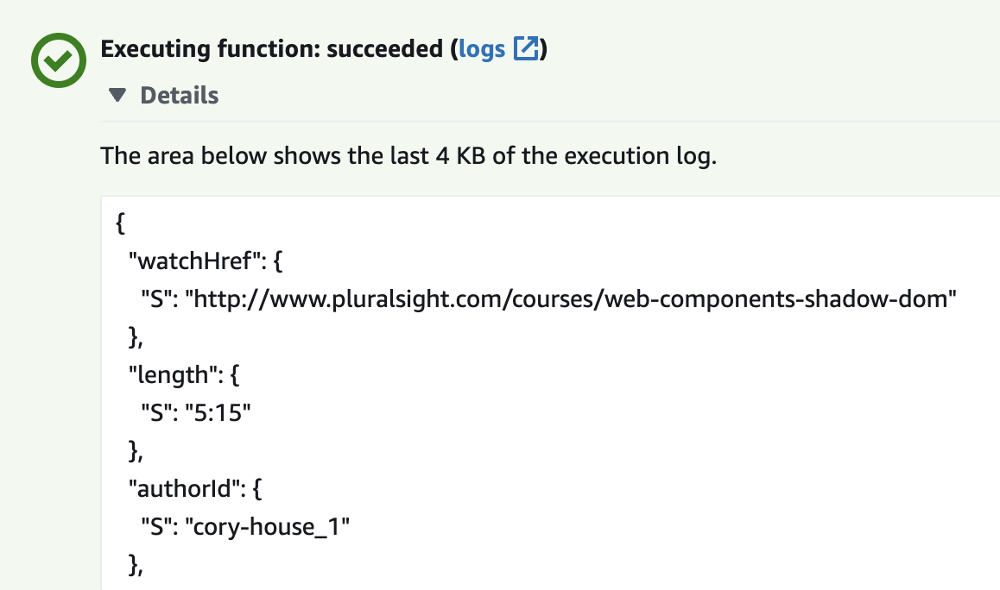 Executing function: succeeded (logs)
Details
The area below shows the last 4 KB of the execution log.
{
  "watchHref": {
    "S": "http://www.pluralsight.com/courses/web-components-shadow-dom"
  },
  "length": {
    "S": "5:15"
  },
  "authorId": {
    "S": "cory-house_1"
  },